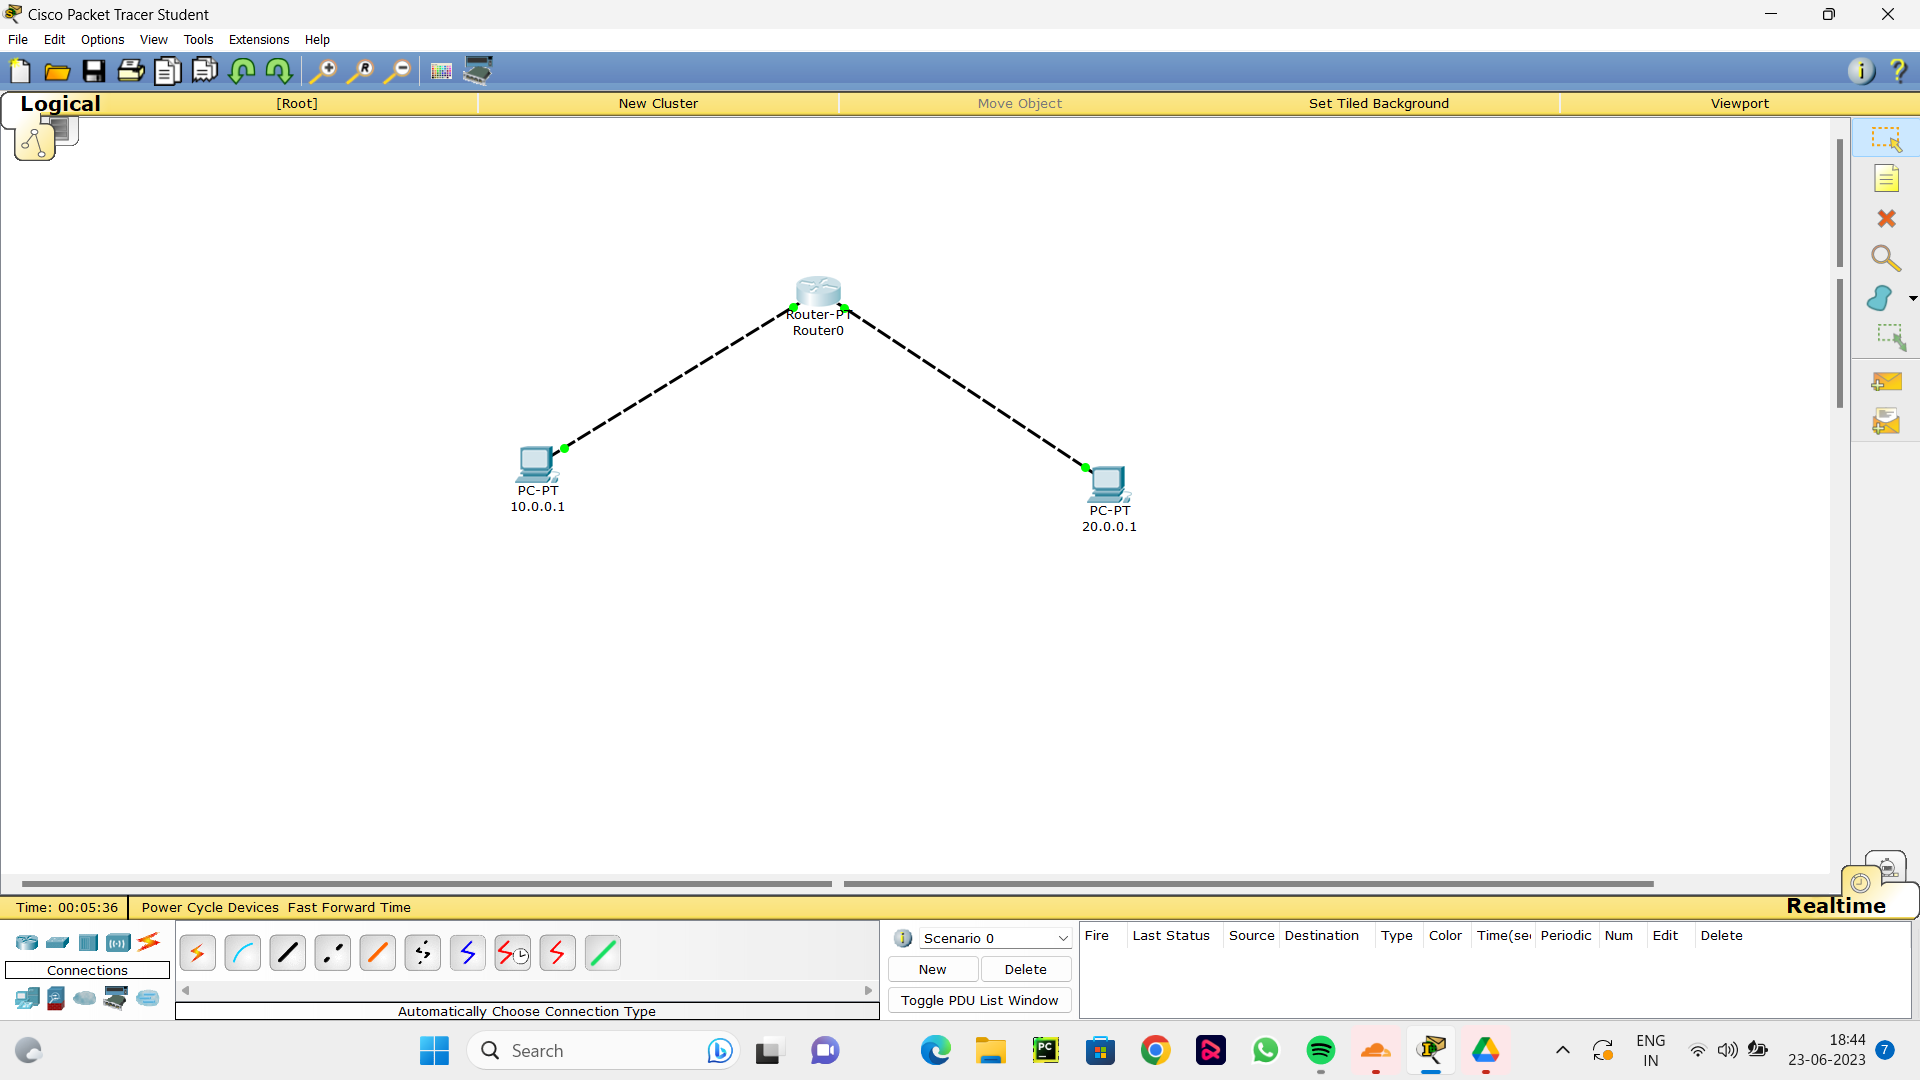 Cisco Packet Tracer Student
File Edit Options View Tools Extensions Help
Logical [Root] New Cluster Move Object Set Tiled Background Viewport
Router-PT
Router0
PC-PT
10.0.0.1
PC-PT
20.0.0.1
Time: 00:05:36 Power Cycle Devices Fast Forward Time Realtime
Connections
Automatically Choose Connection Type
Scenario 0
New Delete
Toggle PDU List Window
Fire Last Status Source Destination Type Color Time(sec Periodic Num Edit Delete
Search
ENG
IN
18:44
23-06-2023
7